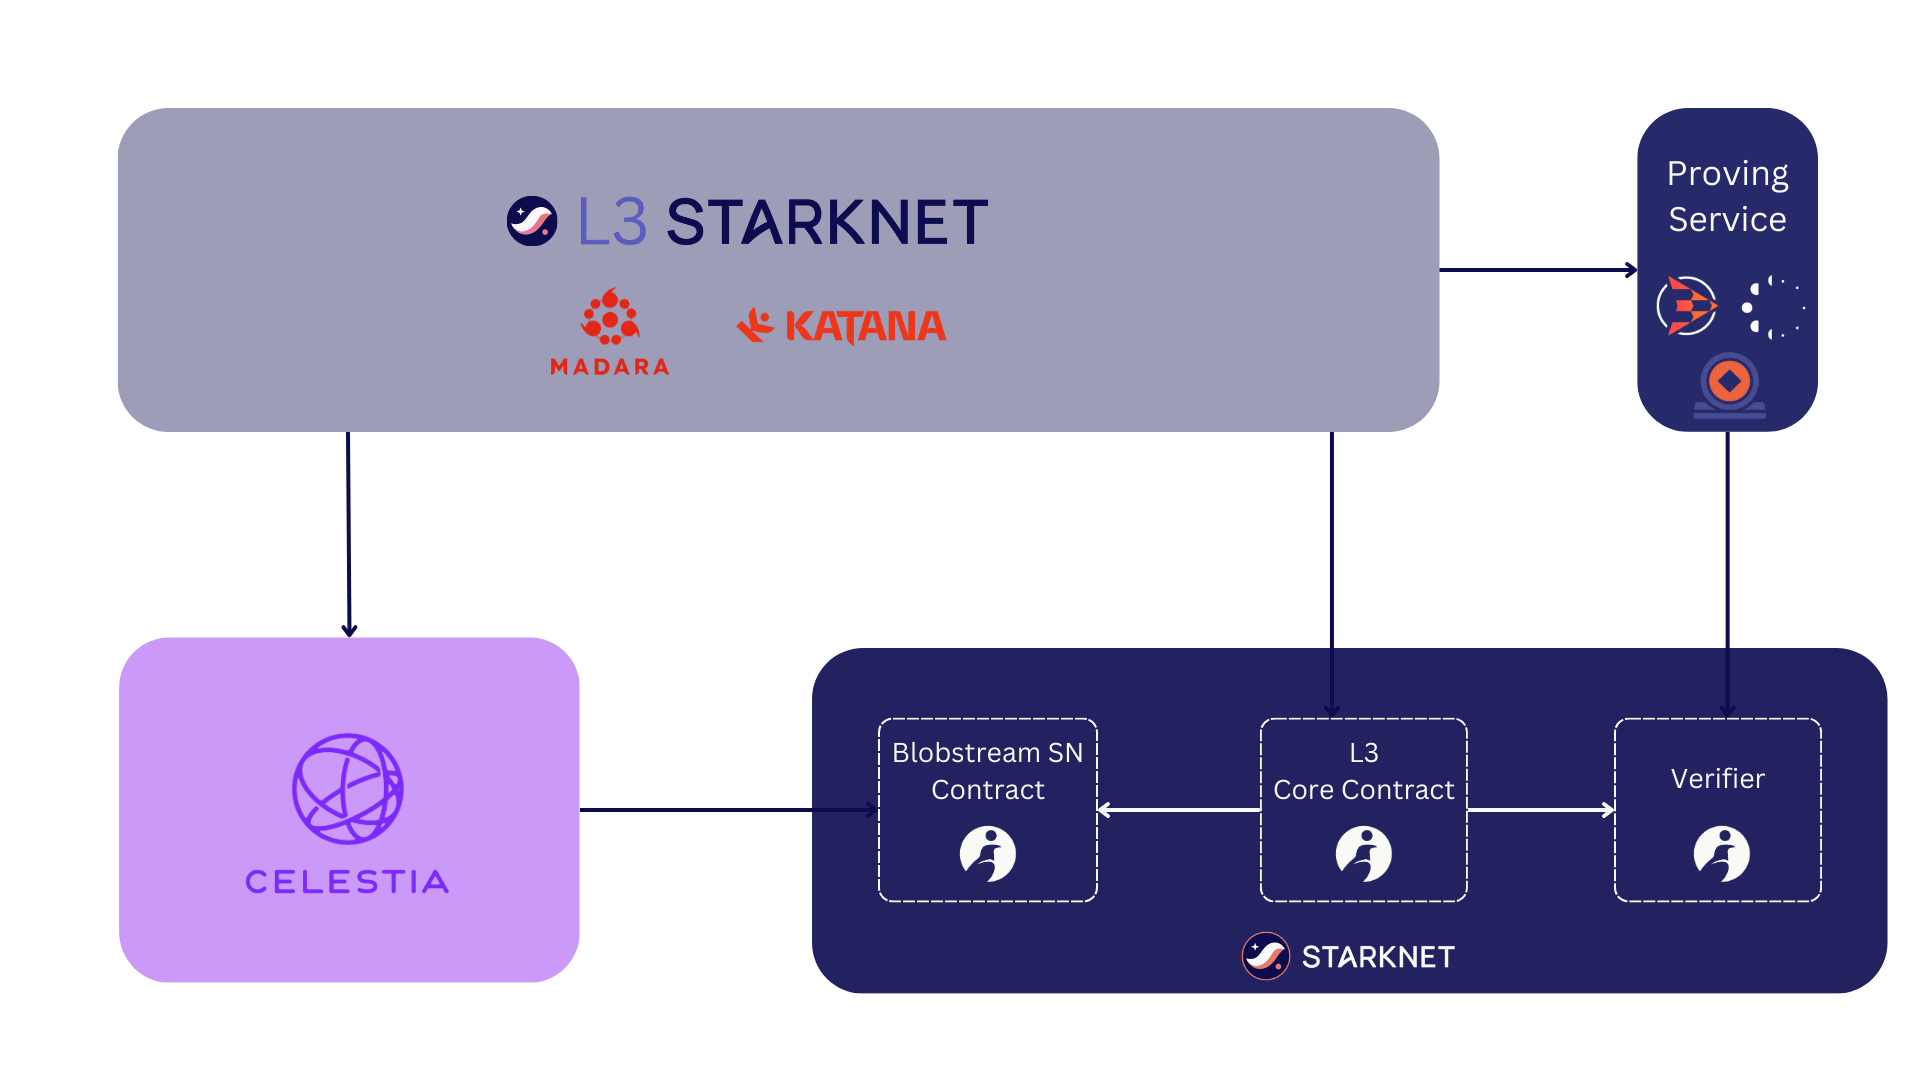 L3 STARKNET
MADARA
KATANA
Proving
Service
CELESTIA
Blobstream SN
Contract
L3
Core Contract
Verifier
STARKNET